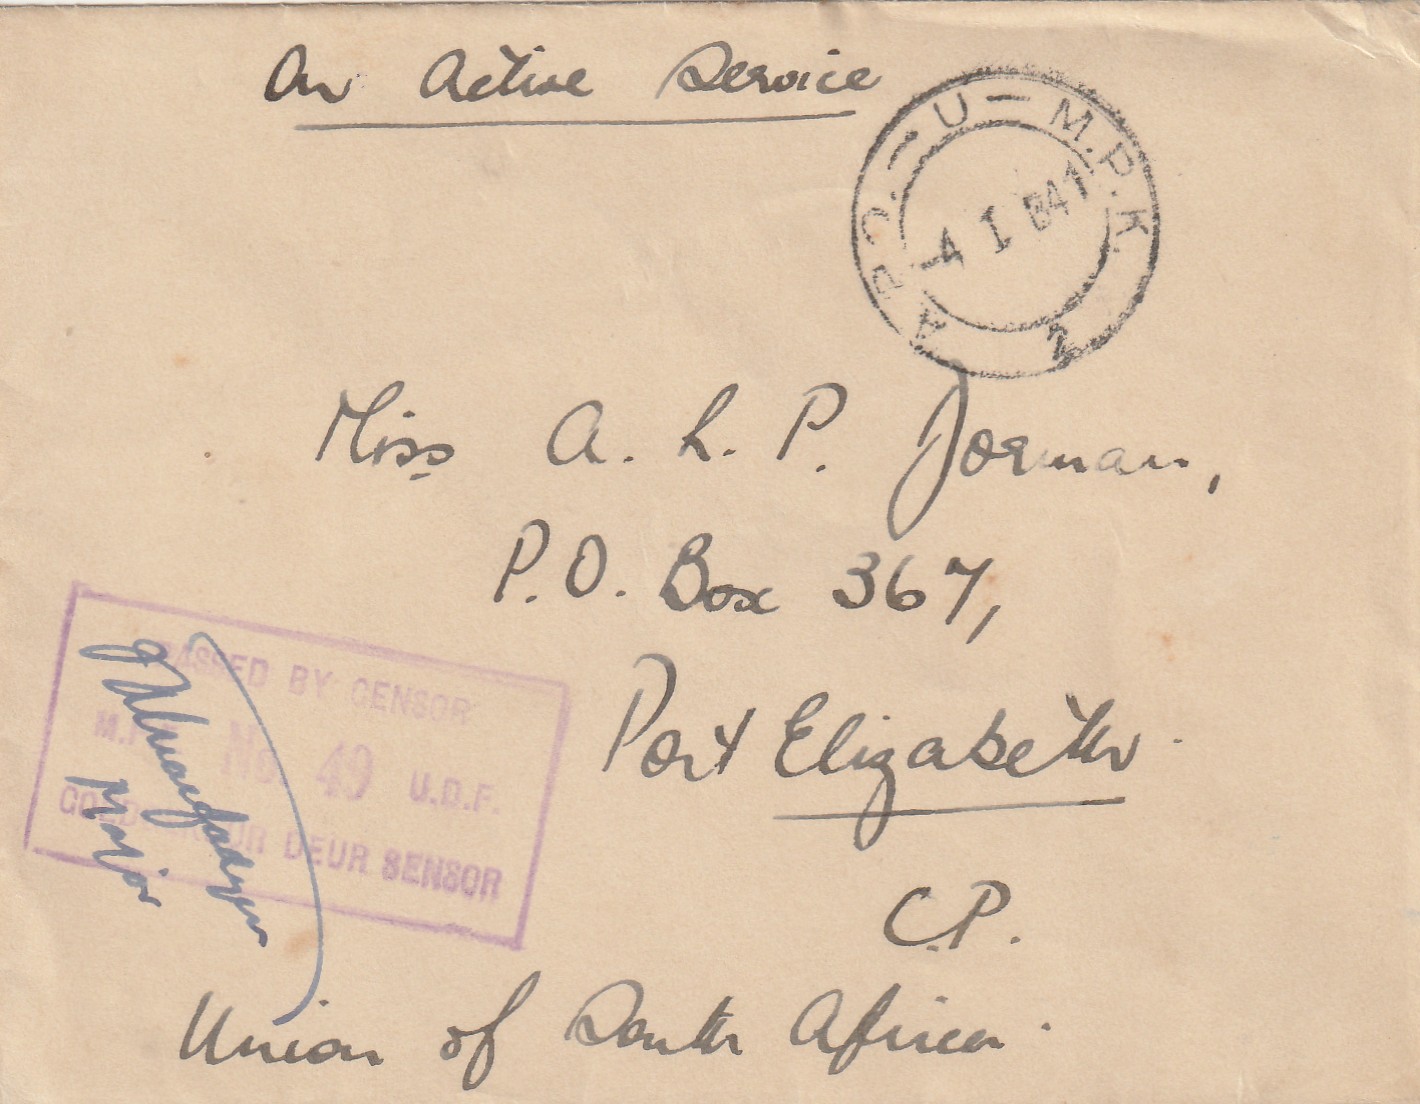 On Active Service
A.P.O. — U — M.P.K. 2
4 I 41
Miss A. L. P. Jorman,
P.O. Box 367,
Port Elizabeth.
C.P.
Union of South Africa.
PASSED BY CENSOR
No 49 U.D.F.
DEUR SENSOR
Major